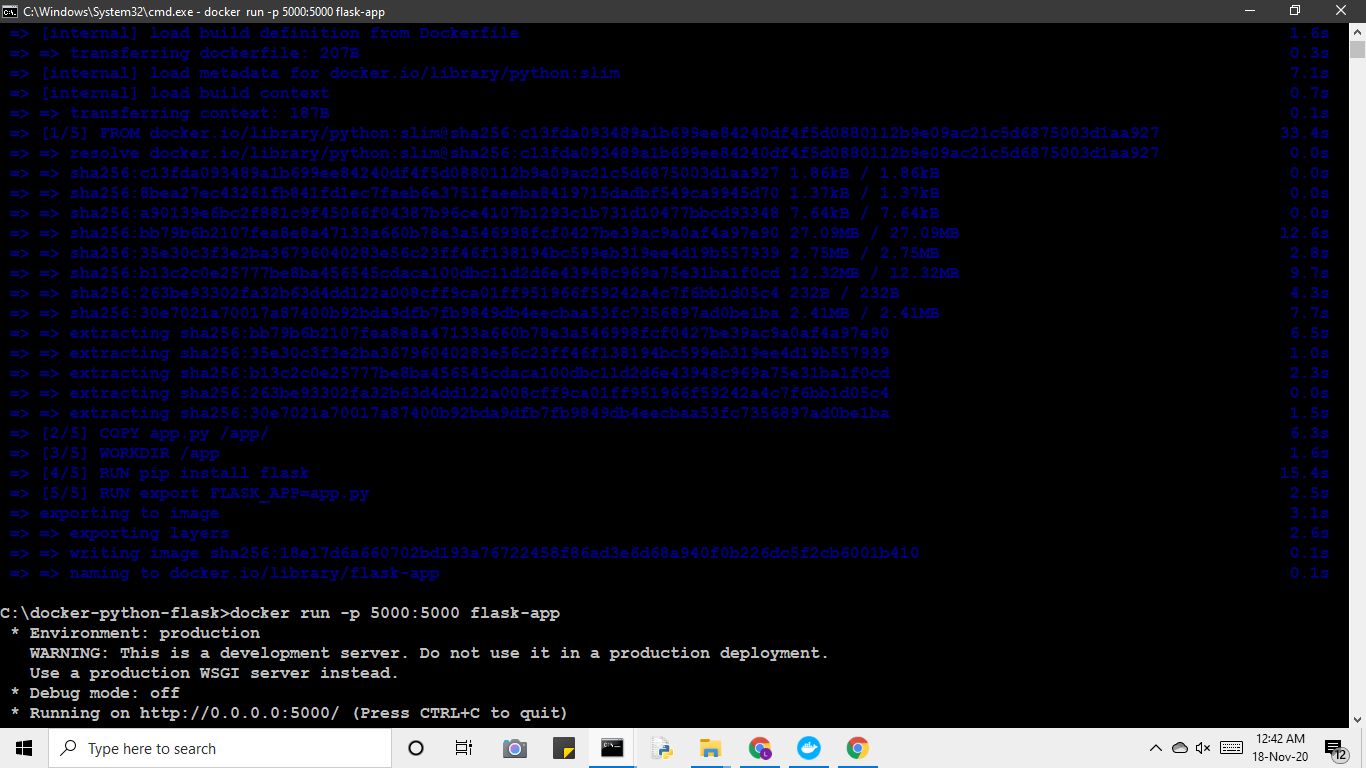 C:\Windows\System32\cmd.exe - docker run -p 5000:5000 flask-app
=> [internal] load build definition from Dockerfile 1.6s
=> => transferring dockerfile: 207B 0.3s
=> [internal] load metadata for docker.io/library/python:slim 7.1s
=> [internal] load build context 0.7s
=> => transferring context: 187B 0.1s
=> [1/5] FROM docker.io/library/python:slim@sha256:c13fda093489a1b699ee84240df4f5d0880112b9e09ac21c5d6875003d1aa927 33.4s
=> => resolve docker.io/library/python:slim@sha256:c13fda093489a1b699ee84240df4f5d0880112b9e09ac21c5d6875003d1aa927 0.0s
=> => sha256:c13fda093489a1b699ee84240df4f5d0880112b9e09ac21c5d6875003d1aa927 1.86kB / 1.86kB 0.0s
=> => sha256:8bea27ec43261fb841fd1ec7faeb6e3751faeeba8419715dadbf549ca9945d70 1.37kB / 1.37kB 0.0s
=> => sha256:a90139e6bc2f881c9f45066f04387b96ce4107b1293c1b731d10477bbcd93348 7.64kB / 7.64kB 0.0s
=> => sha256:bb79b6b2107fea8e8a47133a660b78e3a546998fcf0427be39ac9a0af4a97e90 27.09MB / 27.09MB 12.6s
=> => sha256:35e30c3f3e2ba36796040283e56c23ff46f138194bc599eb319ee4d19b557939 2.75MB / 2.75MB 2.8s
=> => sha256:b13c2c0e25777be8ba456545cdaca100dbc11d2d6e43948c969a75e31ba1f0cd 12.32MB / 12.32MB 9.7s
=> => sha256:263be93302fa32b63d4dd122a008cff9ca01ff951966f59242a4c7f6bb1d05c4 232B / 232B 4.3s
=> => sha256:30e7021a70017a87400b92bda9dfb7fb9849db4eecbaa53fc7356897ad0be1ba 2.41MB / 2.41MB 7.7s
=> => extracting sha256:bb79b6b2107fea8e8a47133a660b78e3a546998fcf0427be39ac9a0af4a97e90 6.5s
=> => extracting sha256:35e30c3f3e2ba36796040283e56c23ff46f138194bc599eb319ee4d19b557939 1.0s
=> => extracting sha256:b13c2c0e25777be8ba456545cdaca100dbc11d2d6e43948c969a75e31ba1f0cd 2.3s
=> => extracting sha256:263be93302fa32b63d4dd122a008cff9ca01ff951966f59242a4c7f6bb1d05c4 0.0s
=> => extracting sha256:30e7021a70017a87400b92bda9dfb7fb9849db4eecbaa53fc7356897ad0be1ba 1.5s
=> [2/5] COPY app.py /app/ 6.3s
=> [3/5] WORKDIR /app 1.6s
=> [4/5] RUN pip install flask 15.4s
=> [5/5] RUN export FLASK_APP=app.py 2.5s
=> exporting to image 3.1s
=> => exporting layers 2.6s
=> => writing image sha256:18e17d6a660702bd193a76722458f86ad3e6d68a940f0b226dc5f2cb6001b410 0.1s
=> => naming to docker.io/library/flask-app 0.1s
C:\docker-python-flask>docker run -p 5000:5000 flask-app
* Environment: production
WARNING: This is a development server. Do not use it in a production deployment.
Use a production WSGI server instead.
* Debug mode: off
* Running on http://0.0.0.0:5000/ (Press CTRL+C to quit)
Type here to search
12:42 AM
18-Nov-20
12
L